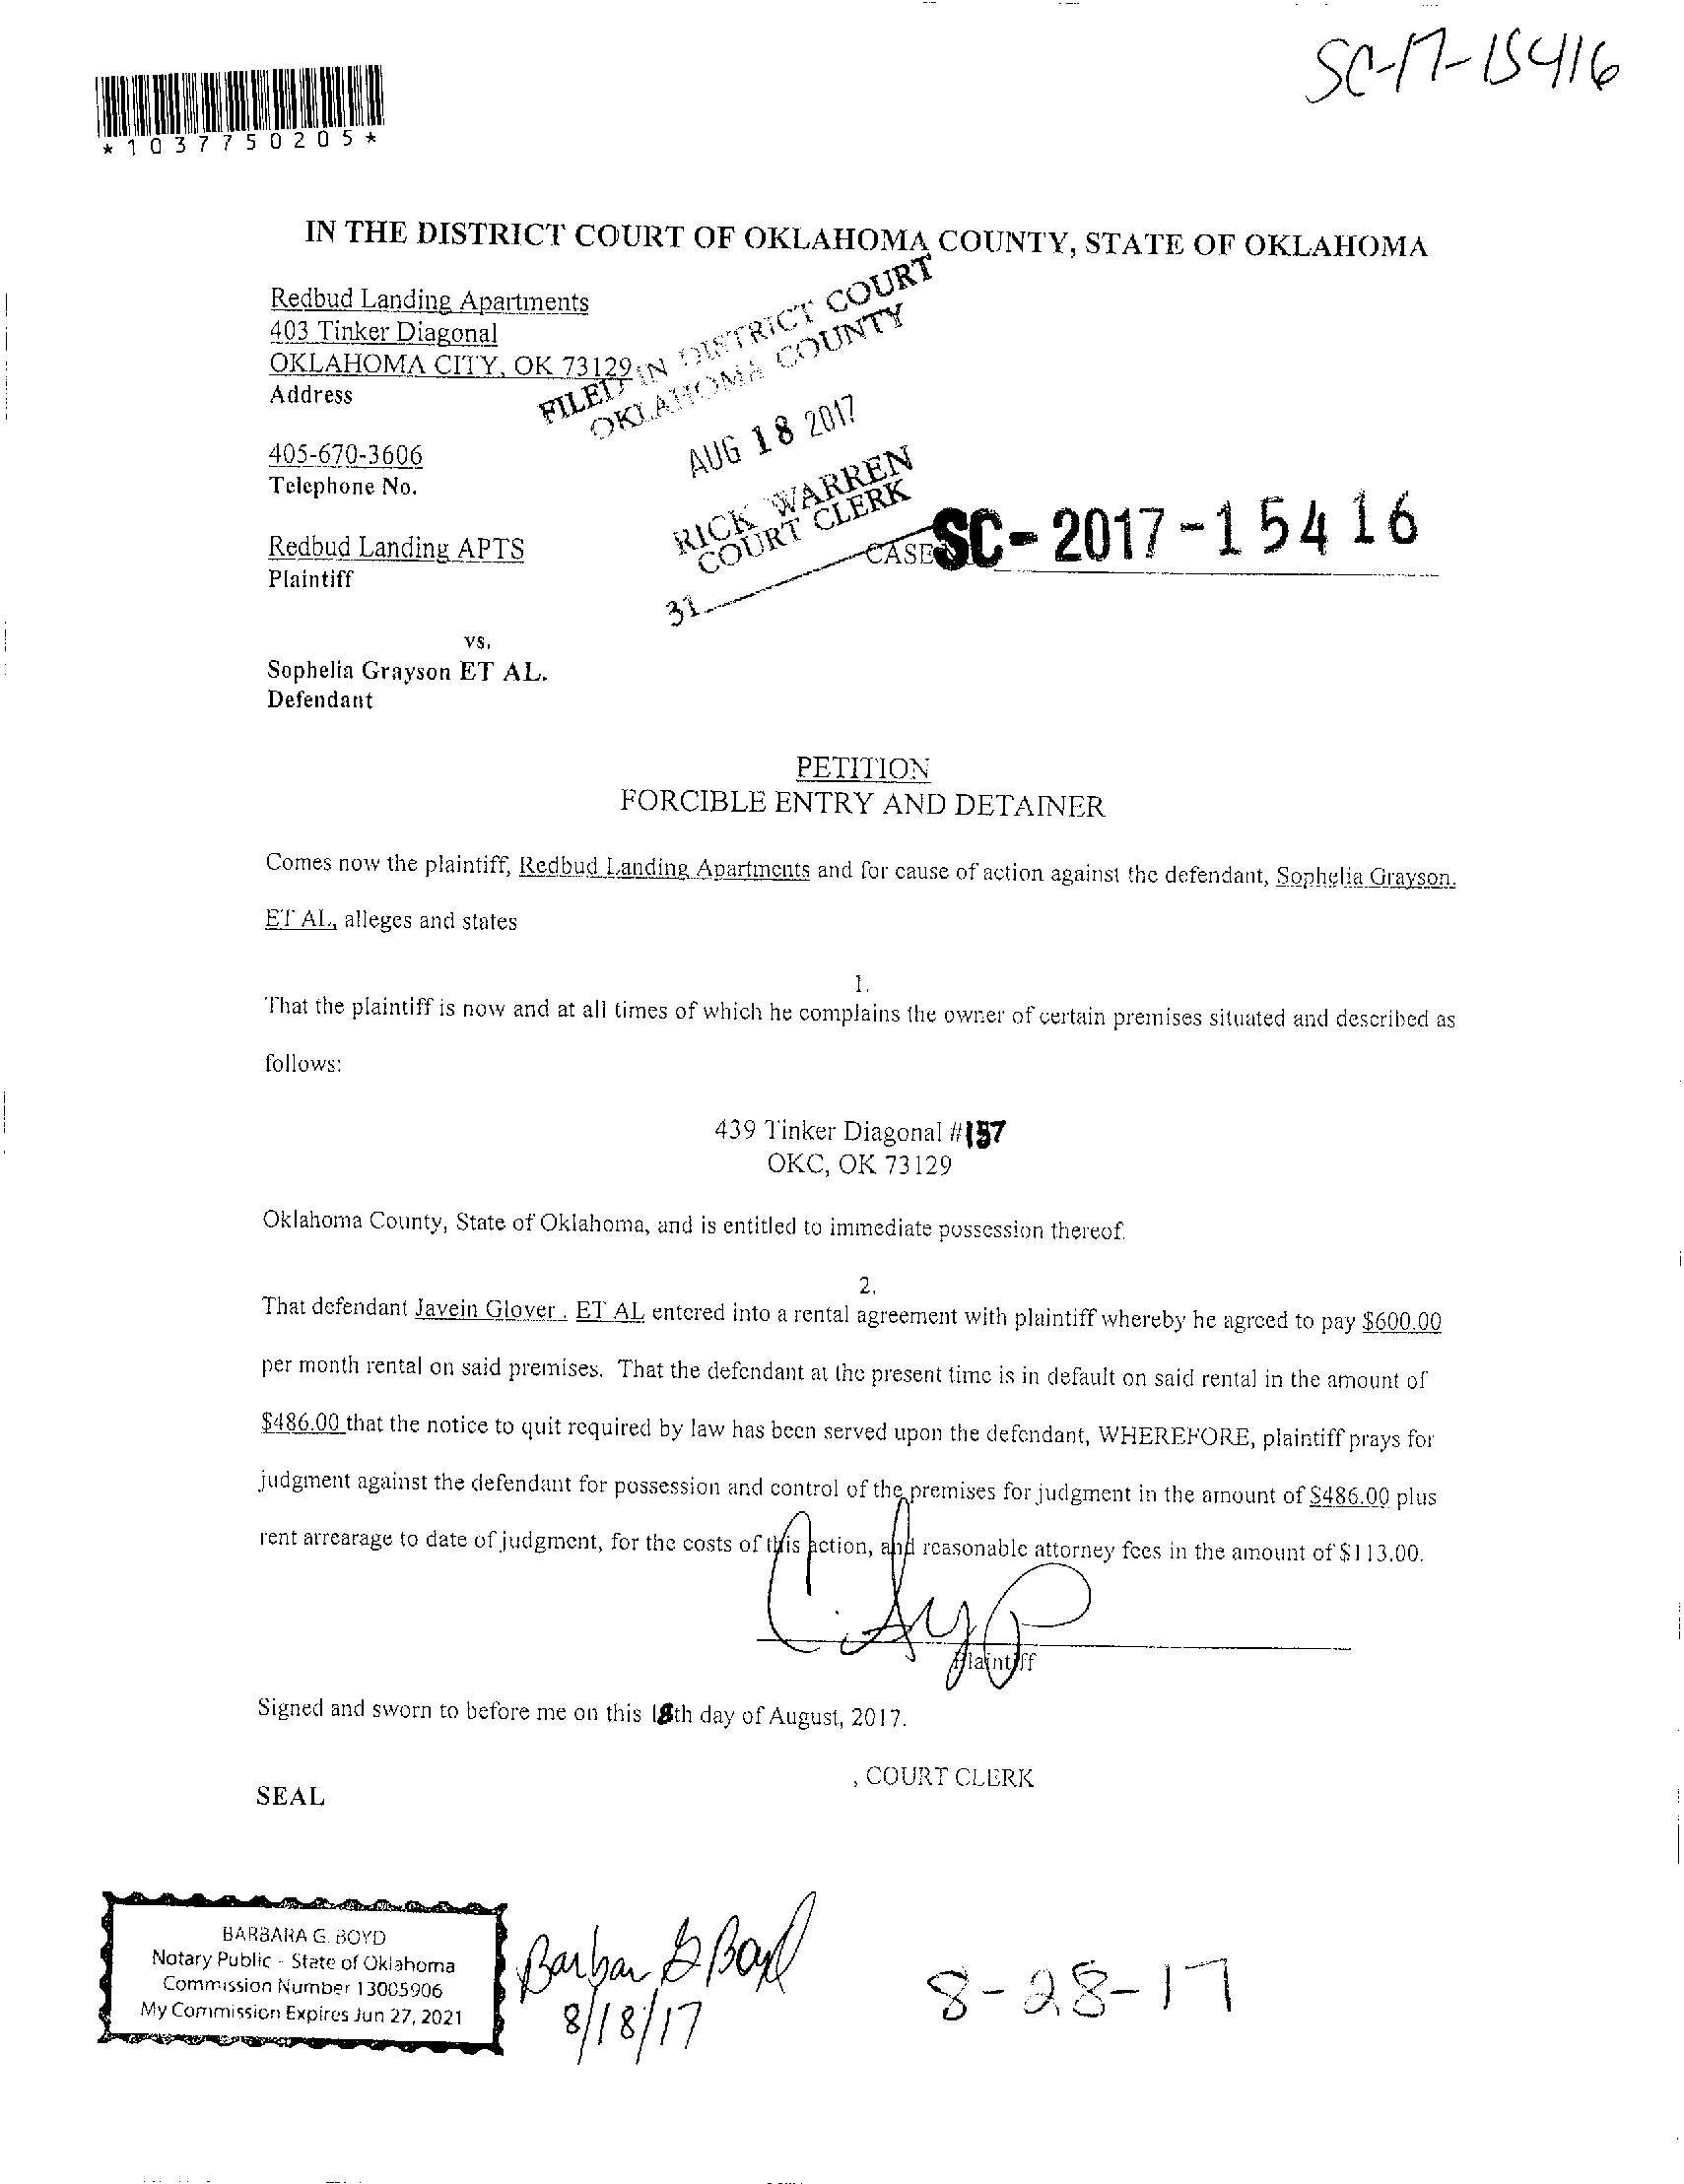 SC-17-15416
*1037750205*
IN THE DISTRICT COURT OF OKLAHOMA COUNTY, STATE OF OKLAHOMA
Redbud Landing Apartments
403 Tinker Diagonal
OKLAHOMA CITY, OK 73129
Address
FILED IN DISTRICT COURT
OKLAHOMA COUNTY
AUG 18 2017
RICK WARREN
COURT CLERK
31
405-670-3606
Telephone No.
Redbud Landing APTS
Plaintiff
CASE SC-2017-15416
vs.
Sophelia Grayson ET AL.
Defendant
PETITION
FORCIBLE ENTRY AND DETAINER
Comes now the plaintiff, Redbud Landing Apartments and for cause of action against the defendant, Sophelia Grayson.
ET AL, alleges and states
1.
That the plaintiff is now and at all times of which he complains the owner of certain premises situated and described as
follows:
439 Tinker Diagonal #
OKC, OK 73129
Oklahoma County, State of Oklahoma, and is entitled to immediate possession thereof.
2.
That defendant Javein Glover . ET AL entered into a rental agreement with plaintiff whereby he agreed to pay $600.00
per month rental on said premises. That the defendant at the present time is in default on said rental in the amount of
$486.00 that the notice to quit required by law has been served upon the defendant, WHEREFORE, plaintiff prays for
judgment against the defendant for possession and control of the premises for judgment in the amount of $486.00 plus
rent arrearage to date of judgment, for the costs of this action, and reasonable attorney fees in the amount of $113.00.
Plaintiff
Signed and sworn to before me on this 18th day of August, 2017.
, COURT CLERK
SEAL
BARBARA G. BOYD
Notary Public - State of Oklahoma
Commission Number 13005906
My Commission Expires Jun 27, 2021
Barbara G Boyd
8/18/17
8-28-17